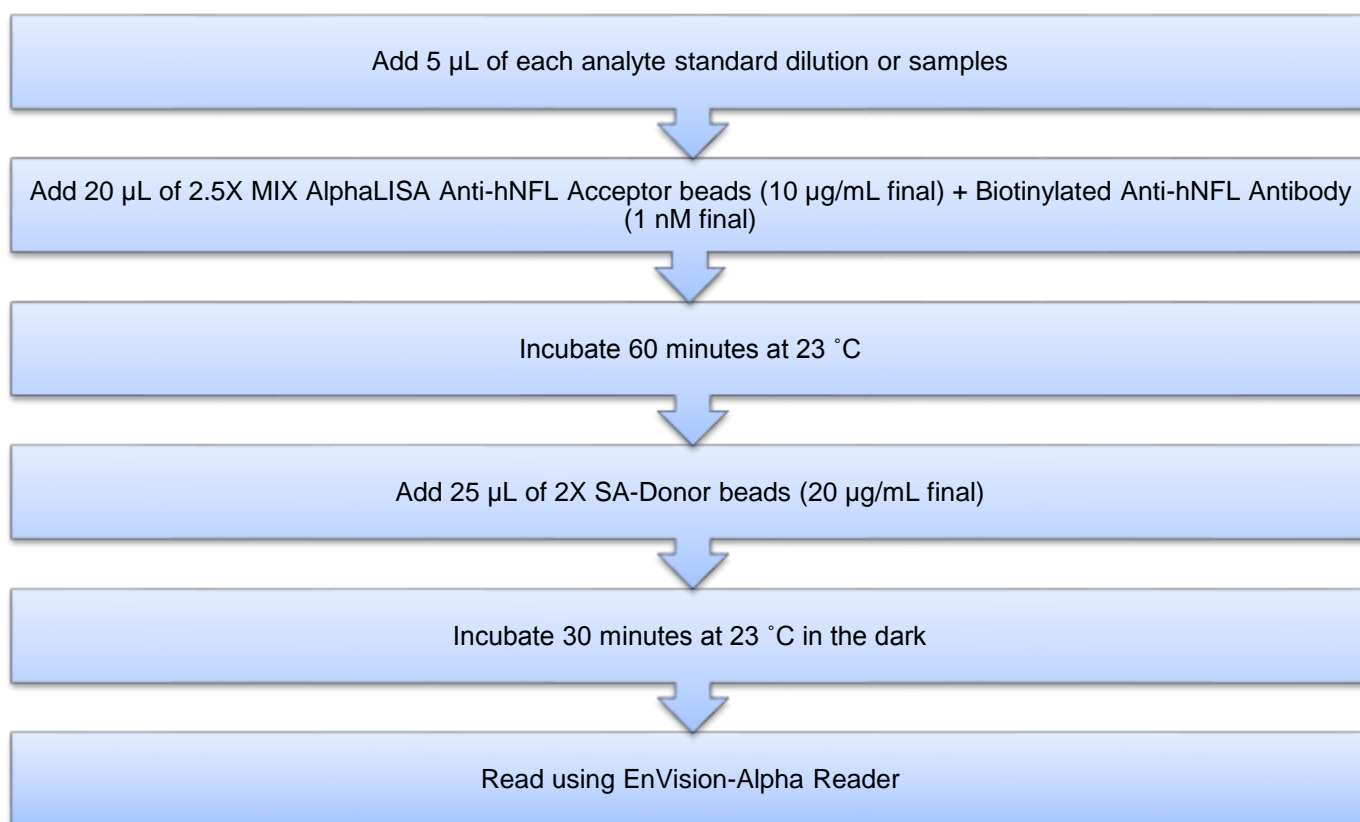 Add 5 µL of each analyte standard dilution or samples
Add 20 µL of 2.5X MIX AlphaLISA Anti-hNFL Acceptor beads (10 µg/mL final) + Biotinylated Anti-hNFL Antibody
(1 nM final)
Incubate 60 minutes at 23 ˚C
Add 25 µL of 2X SA-Donor beads (20 µg/mL final)
Incubate 30 minutes at 23 ˚C in the dark
Read using EnVision-Alpha Reader